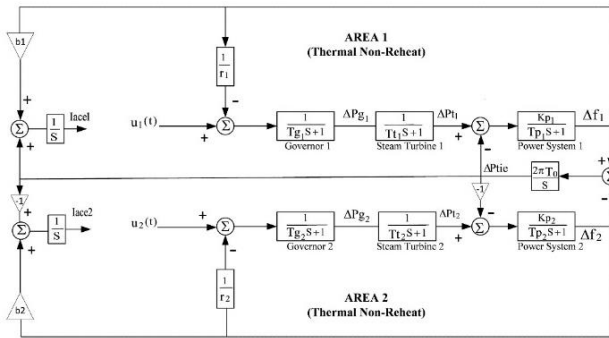 b1
AREA 1
(Thermal Non-Reheat)
1
r1
+
-
1
S
Iace1
+
Σ
+
u1(t)
+
Σ
1
Tg1S+1
Governor 1
ΔPg1
1
Tt1S+1
Steam Turbine 1
ΔPt1
+
Σ
-
Kp1
Tp1S+1
Power System 1
Δf1
ΔPtie
2πT0
S
+
Σ
-
-1
-1
+
Σ
+
1
S
Iace2
u2(t)
+
Σ
-
1
Tg2S+1
Governor 2
ΔPg2
1
Tt2S+1
Steam Turbine 2
ΔPt2
-
+
Σ
Kp2
Tp2S+1
Power System 2
Δf2
1
r2
b2
AREA 2
(Thermal Non-Reheat)